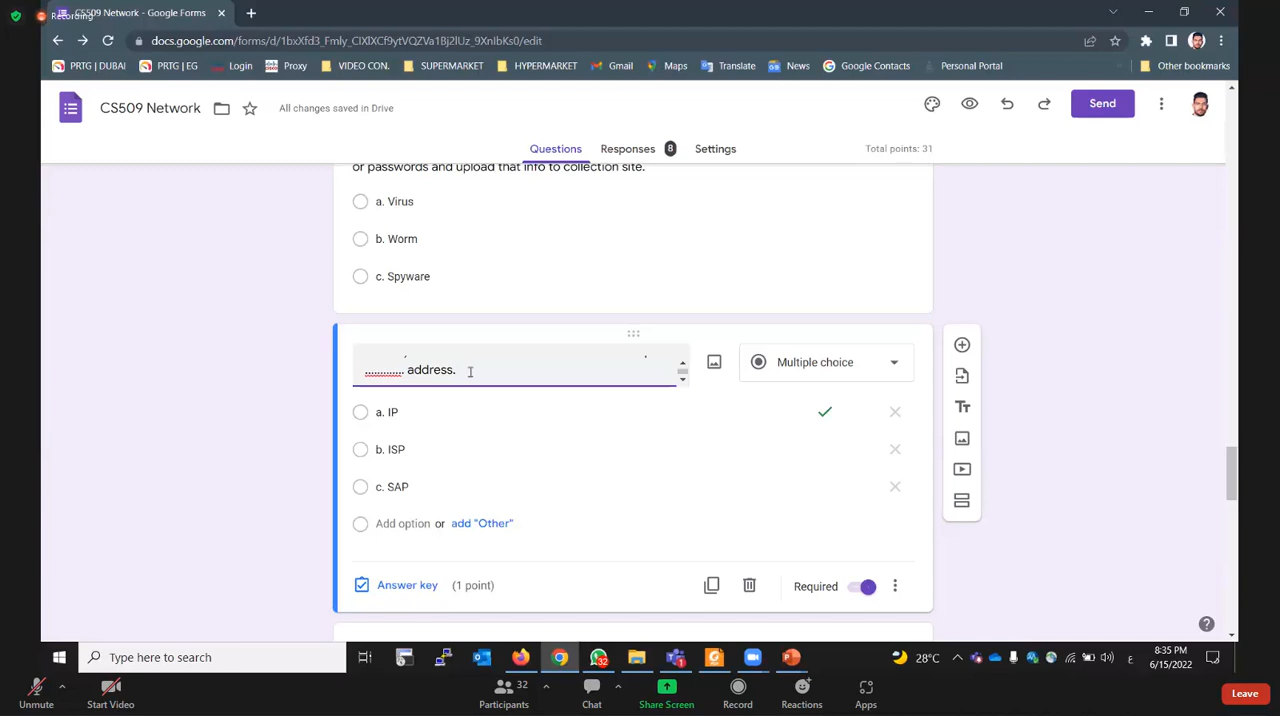 Recording
CS509 Network - Google Forms
docs.google.com/forms/d/1bxXfd3_Fmly_ClXlXCf9ytVQZVa1Bj2lUz_9XnIbKs0/edit
PRTG | DUBAI PRTG | EG Login Proxy VIDEO CON. SUPERMARKET HYPERMARKET Gmail Maps Translate News Google Contacts Personal Portal Other bookmarks
CS509 Network All changes saved in Drive Send
Questions Responses 8 Settings Total points: 31
or passwords and upload that info to collection site.
a. Virus
b. Worm
c. Spyware
............. address.
Multiple choice
a. IP
b. ISP
c. SAP
Add option or add "Other"
Answer key (1 point) Required
Type here to search
32
1
28°C
ع
8:35 PM
6/15/2022
Unmute Start Video Participants 32 Chat Share Screen Record Reactions Apps Leave